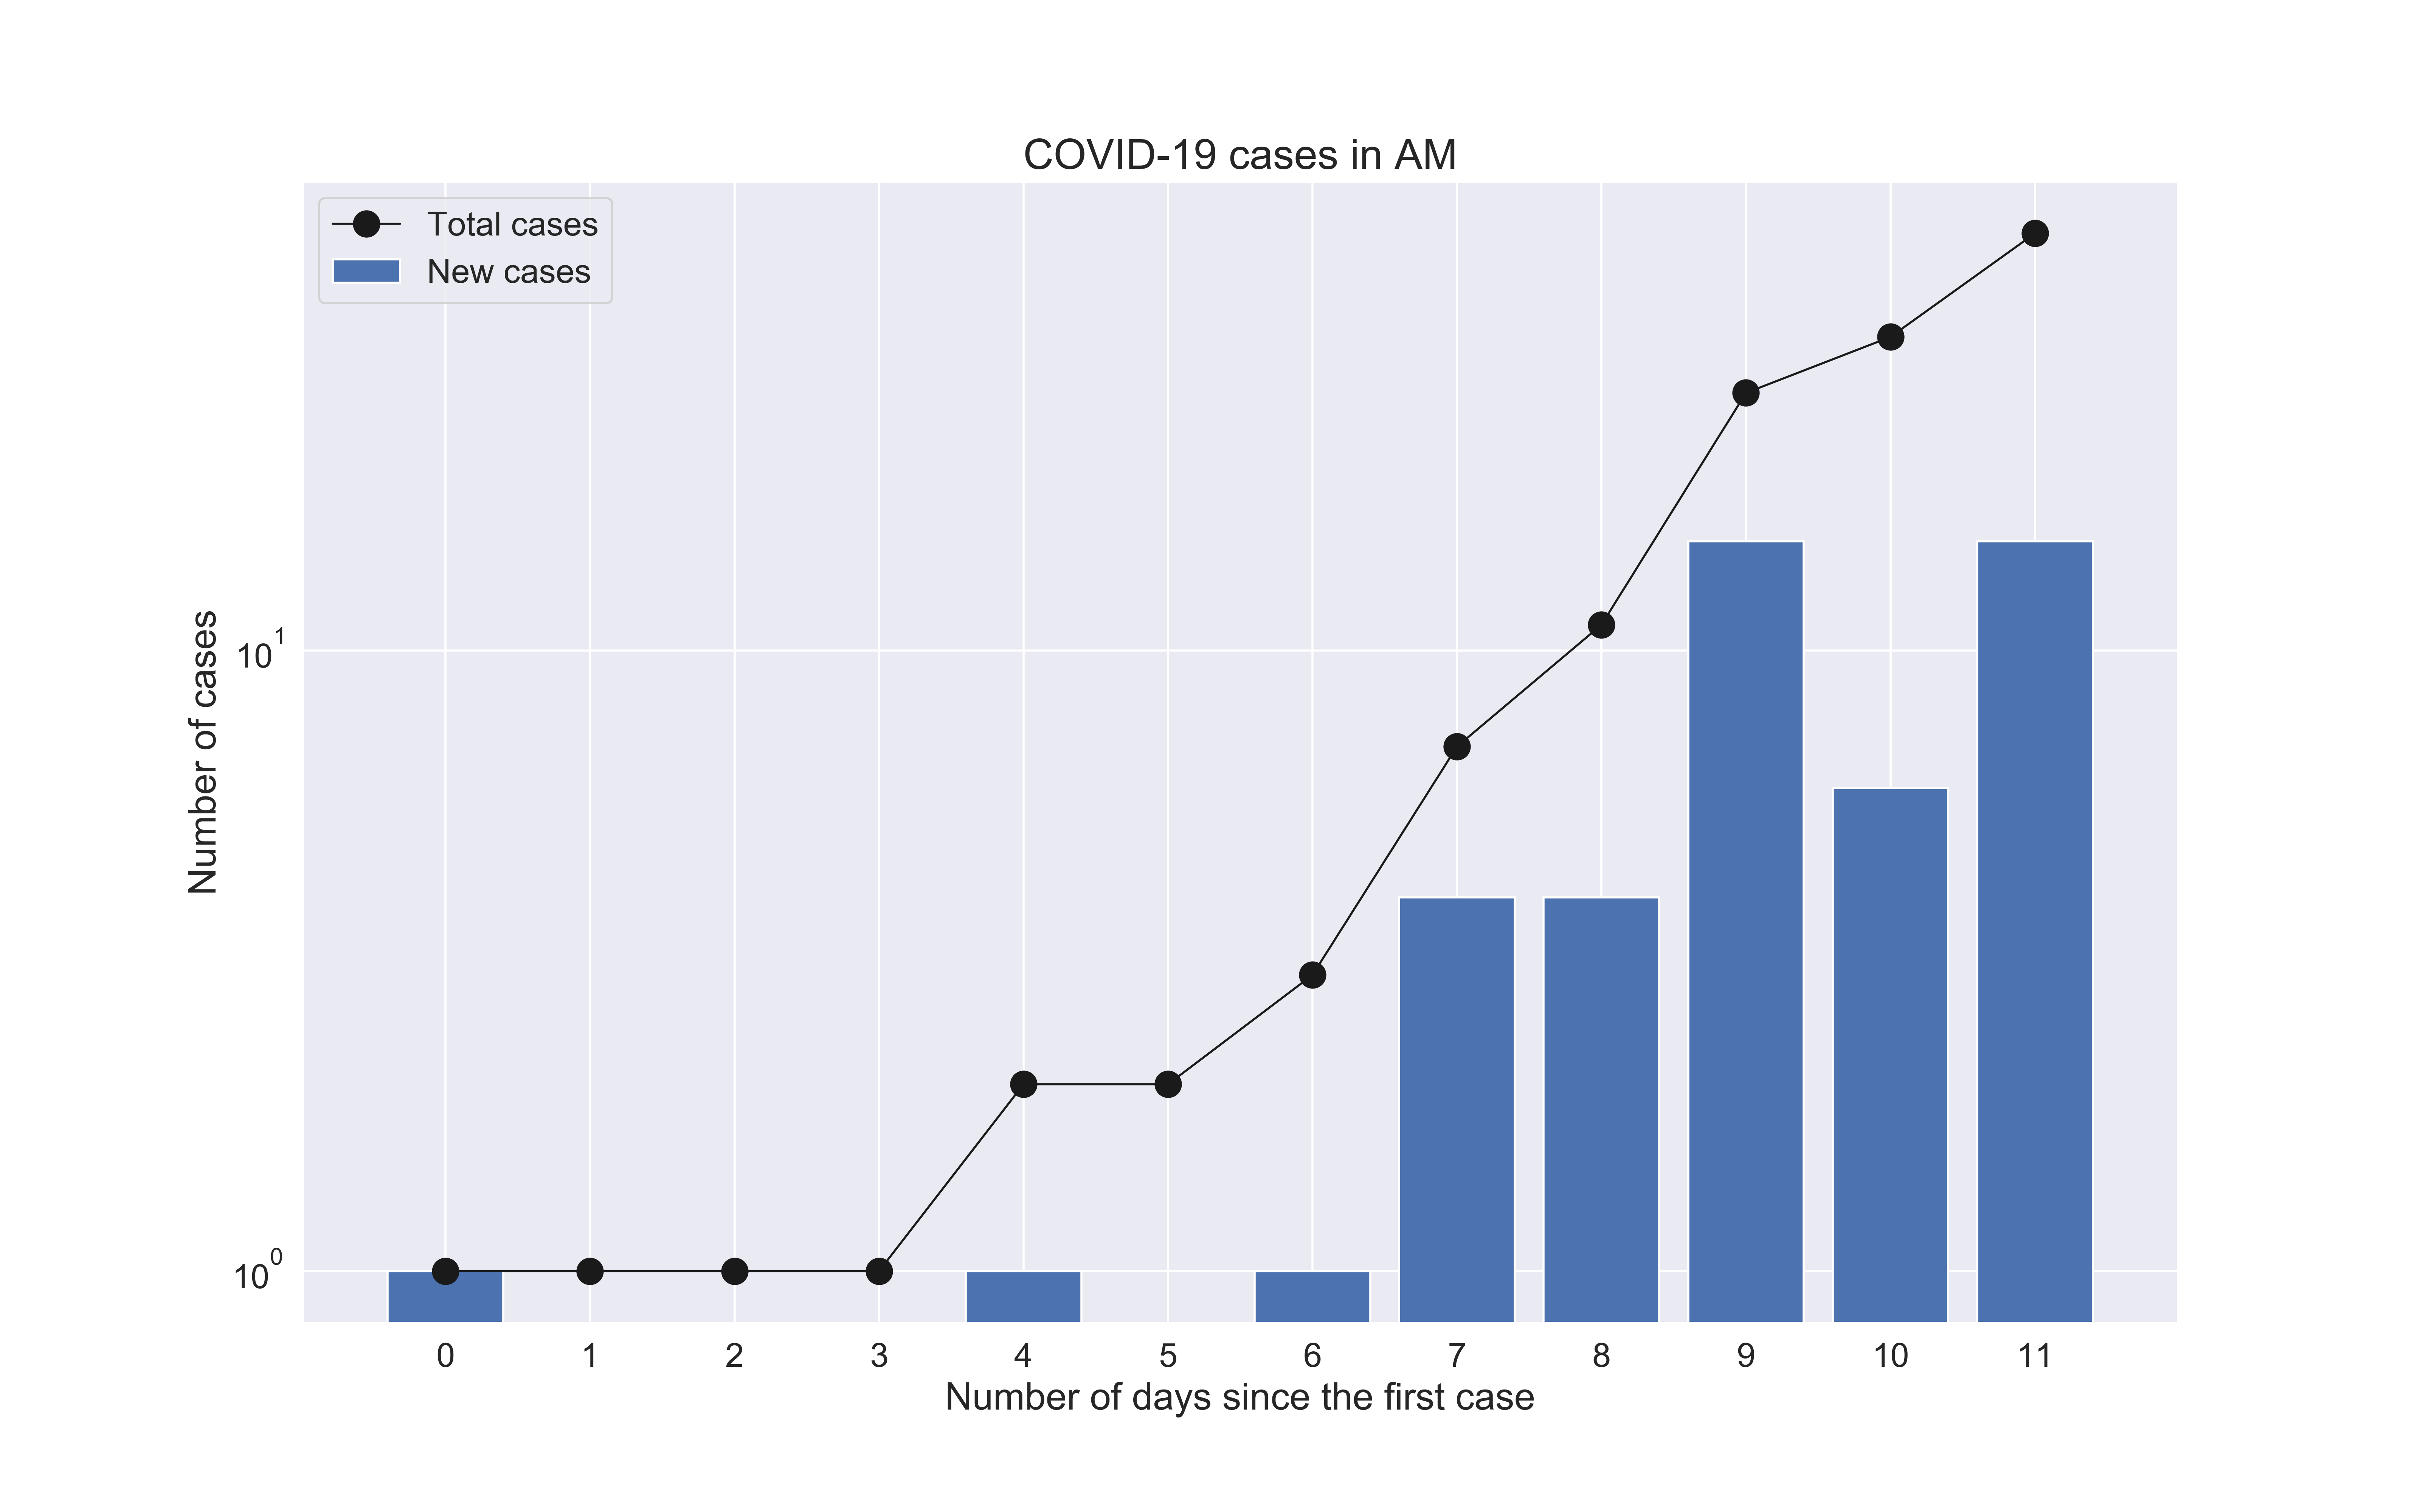 COVID-19 cases in AM
Total cases
New cases
Number of cases
10^1
10^0
0 1 2 3 4 5 6 7 8 9 10 11
Number of days since the first case